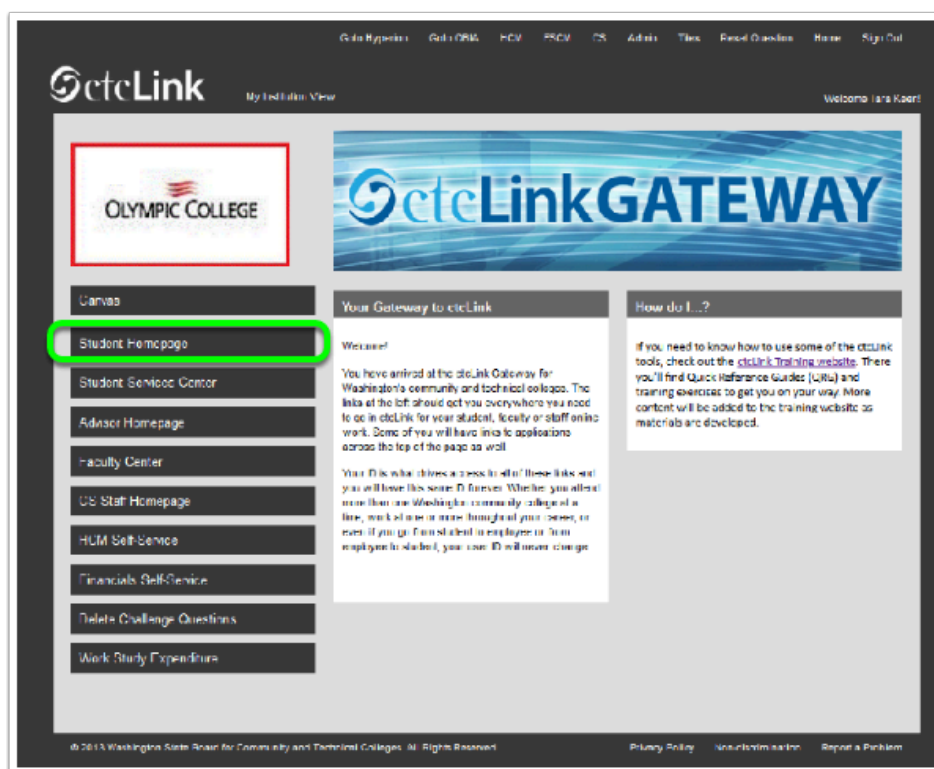 Goto Hyperion Goto OBIA HCM FSCM CS Admin Tiles Reset Question Home Sign Out
ctcLink
My Institution View
Welcome Tara Keen!
OLYMPIC COLLEGE
ctcLinkGATEWAY
Canvas
Student Homepage
Student Services Center
Advisor Homepage
Faculty Center
CS Staff Homepage
HCM Self-Service
Financials Self-Service
Delete Challenge Questions
Work Study Expenditure
Your Gateway to ctcLink
Welcome!
You have arrived at the ctcLink Gateway for
Washington's community and technical colleges. The
links at the left should get you everywhere you need
to go in ctcLink for your student, faculty or staff online
work. Some of you will have links to applications
across the top of the page as well.
Your ID is what drives access to all of these links and
you will have this same ID forever. Whether you attend
more than one Washington community college at a
time, work at one or more throughout your career, or
even if you go from student to employee or from
employee to student, your user ID will never change.
How do I...?
If you need to know how to use some of the ctcLink
tools, check out the ctcLink Training website. There
you'll find Quick Reference Guides (QRG) and
training exercises to get you on your way. More
content will be added to the training website as
materials are developed.
© 2013 Washington State Board for Community and Technical Colleges. All Rights Reserved.
Privacy Policy Non-discrimination Report a Problem